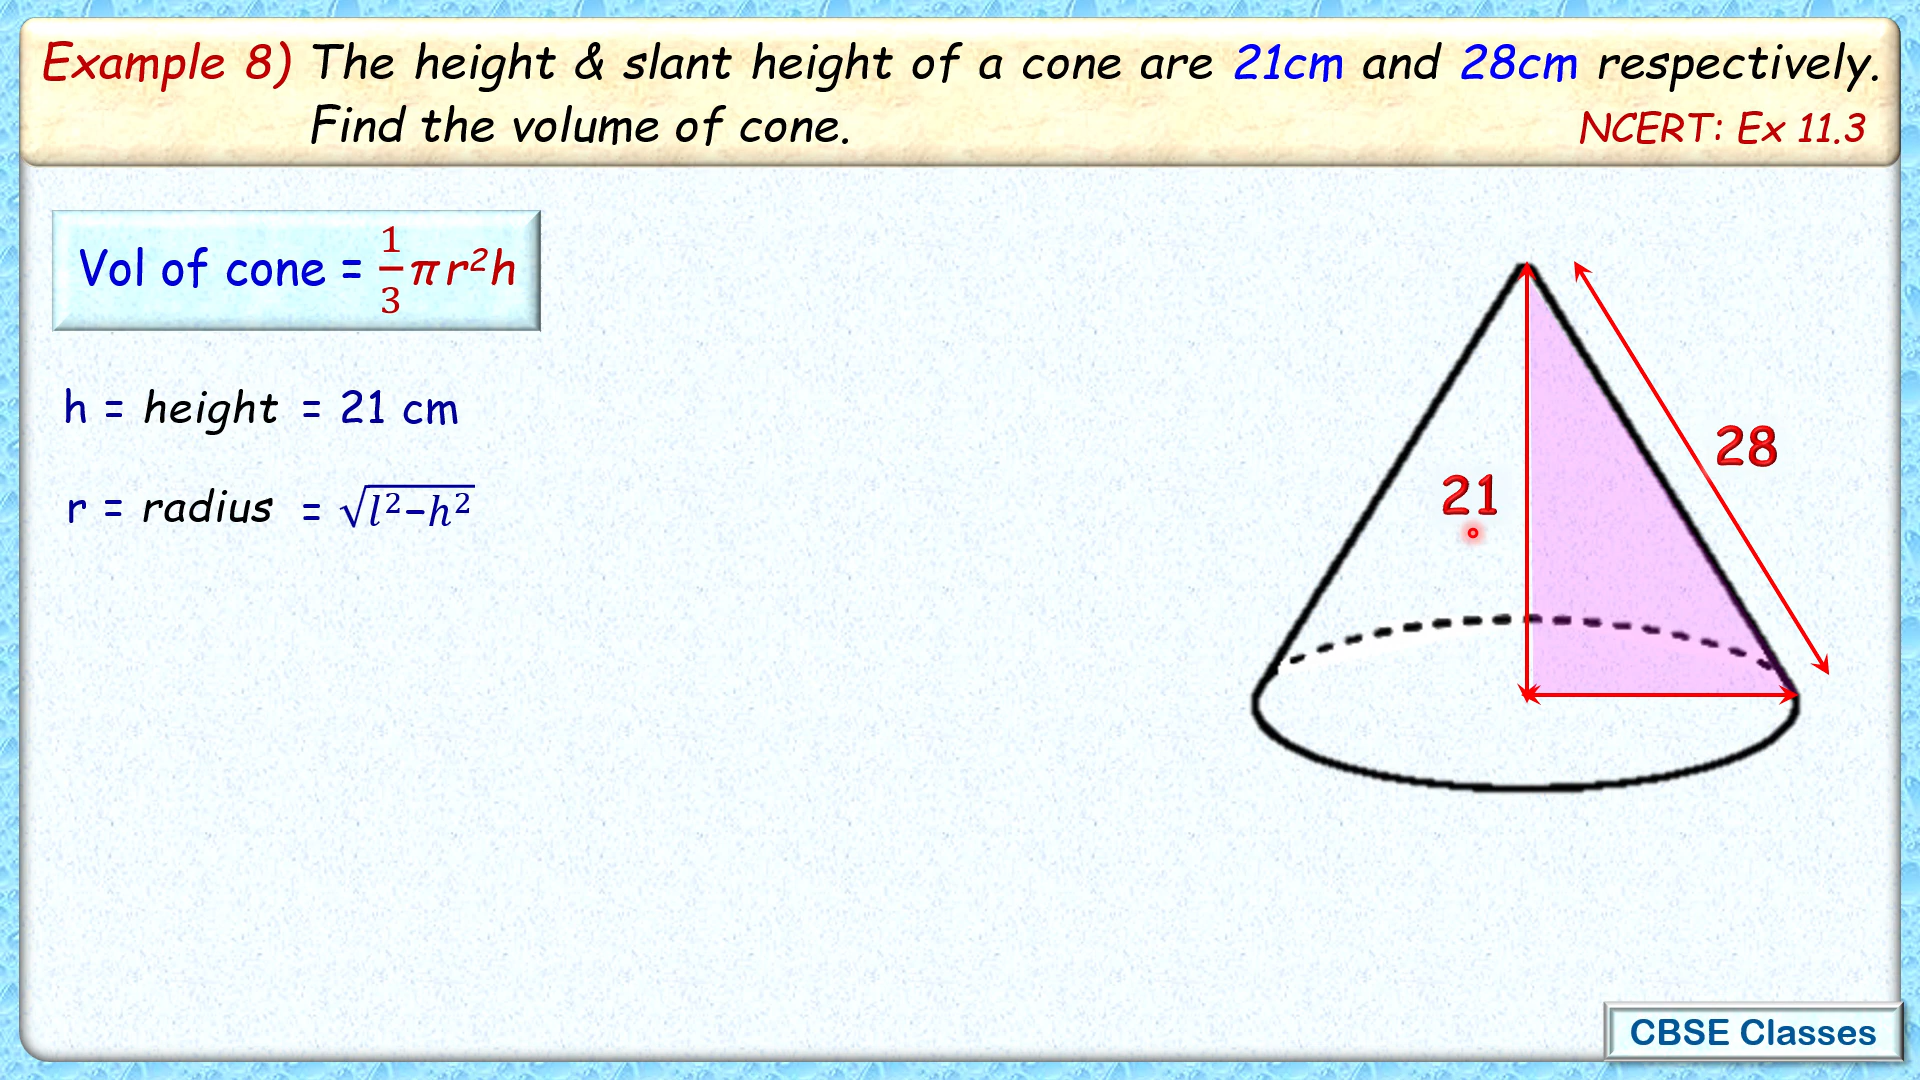 Example 8) The height & slant height of a cone are 21cm and 28cm respectively.
Find the volume of cone.
NCERT: Ex 11.3
Vol of cone = 1/3 πr²h
h = height = 21 cm
r = radius = √l²−h²
21
28
CBSE Classes